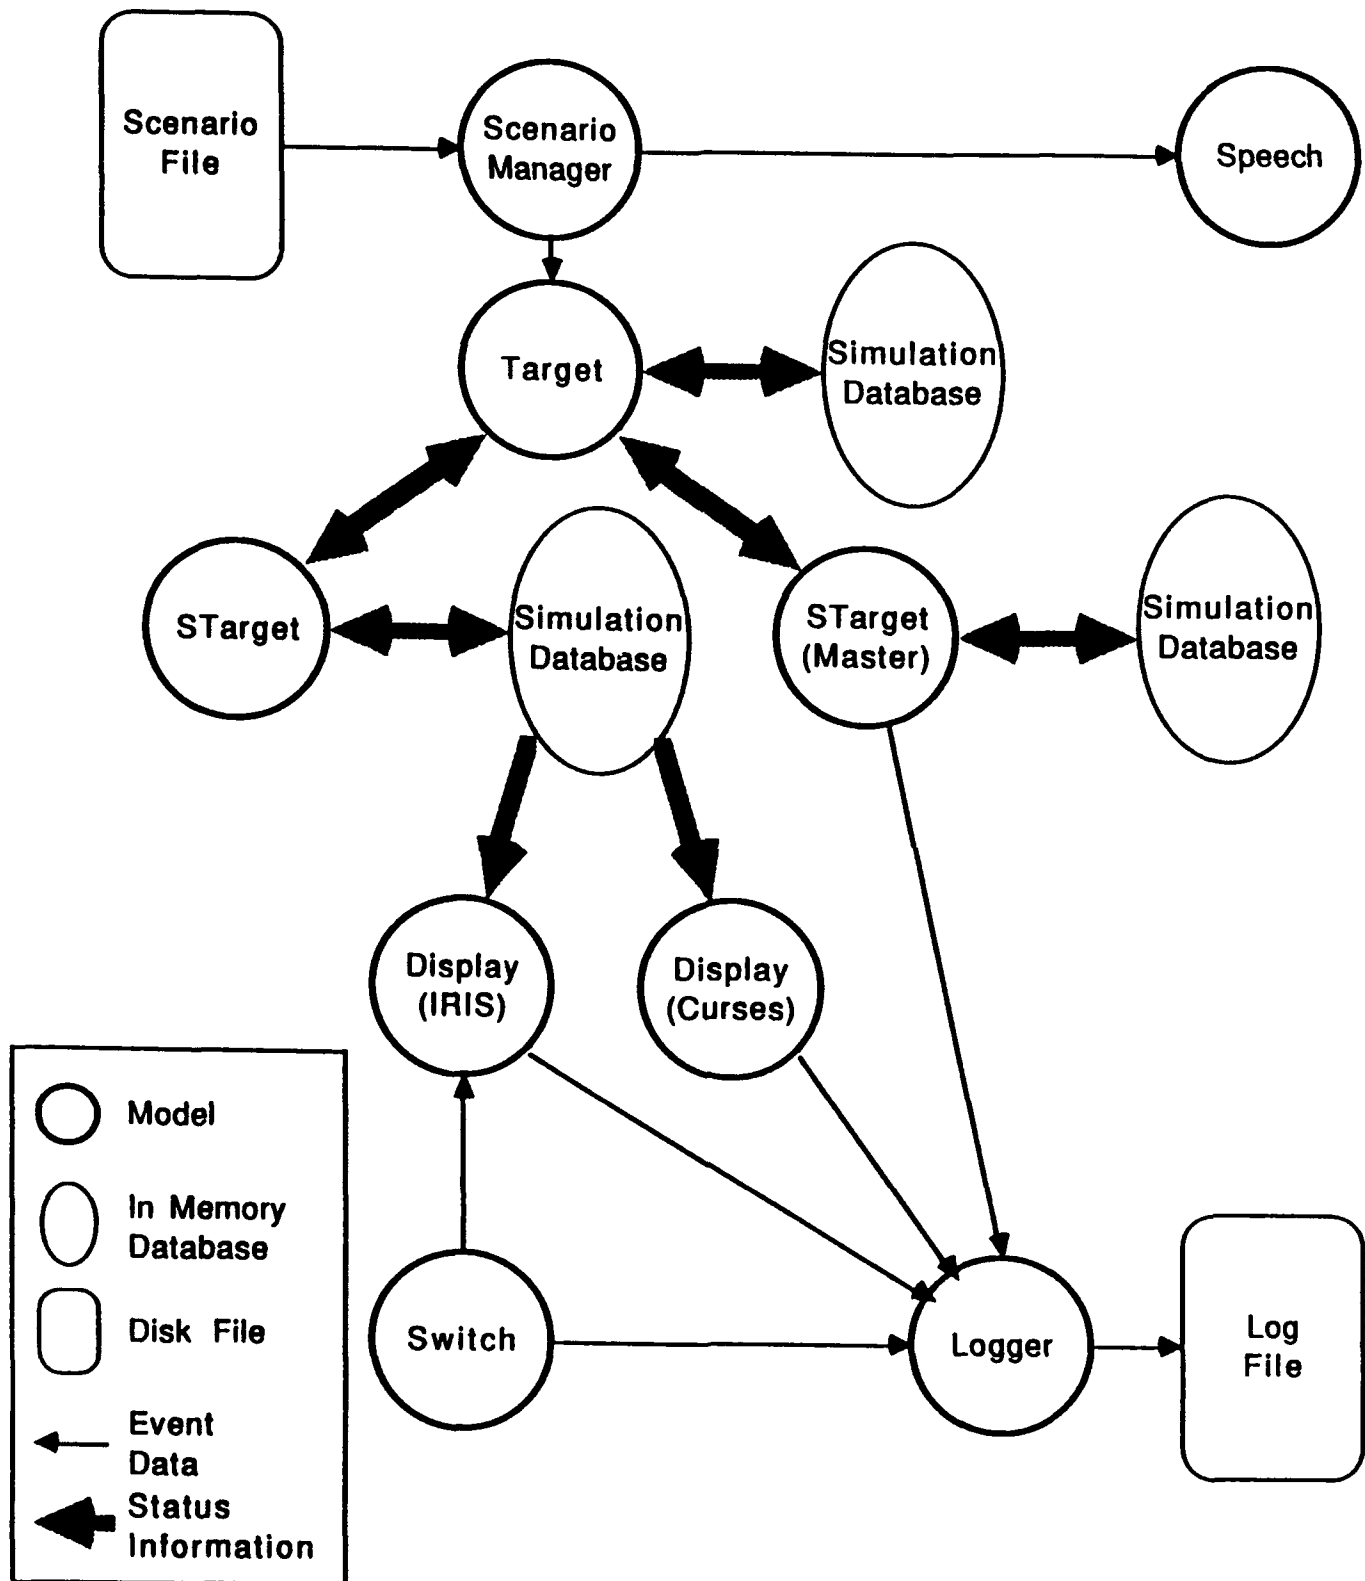 Scenario
File
Scenario
Manager
Speech
Target
Simulation
Database
STarget
Simulation
Database
STarget
(Master)
Simulation
Database
Display
(IRIS)
Display
(Curses)
Model
In Memory
Database
Disk File
Event
Data
Status
Information
Switch
Logger
Log
File